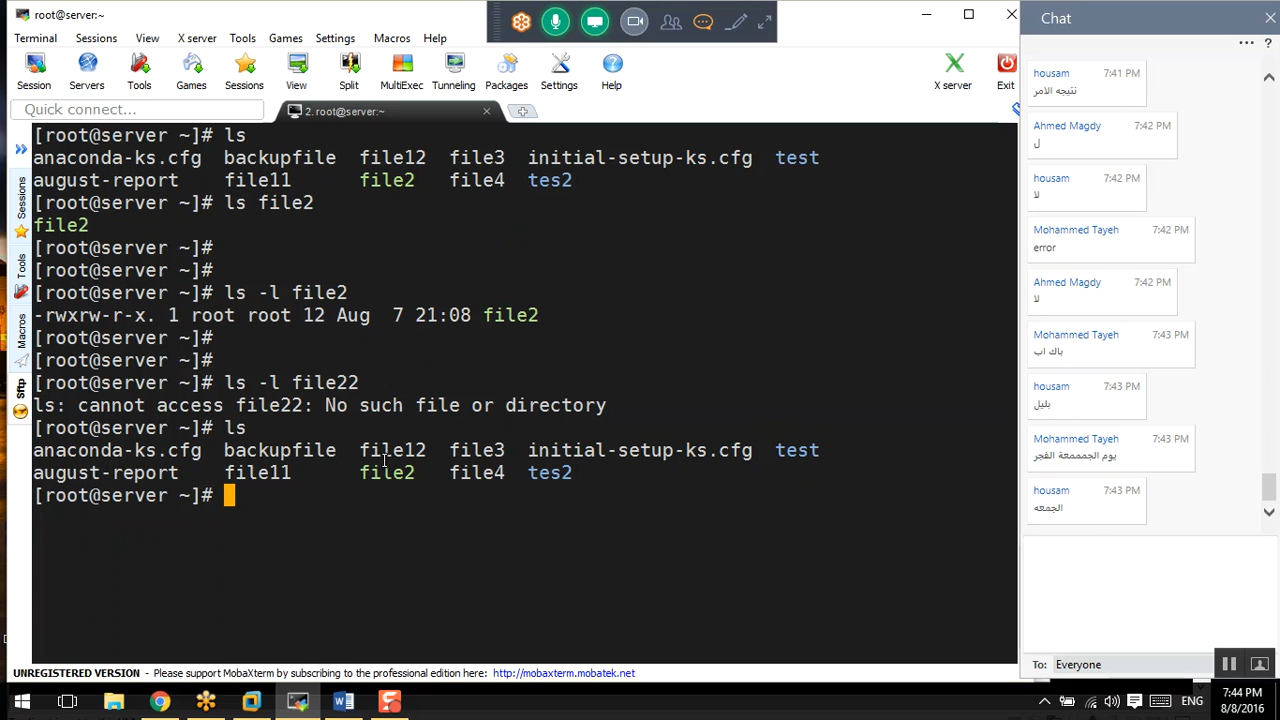 [root@server:~
Terminal Sessions View X server Tools Games Settings Macros Help
Session Servers Tools Games Sessions View Split MultiExec Tunneling Packages Settings Help X server Exit
Quick connect...
2. root@server:~
Sessions
Tools
Macros
Sftp
[root@server ~]# ls
anaconda-ks.cfg backupfile file12 file3 initial-setup-ks.cfg test
august-report file11 file2 file4 tes2
[root@server ~]# ls file2
file2
[root@server ~]#
[root@server ~]#
[root@server ~]# ls -l file2
-rwxrw-r-x. 1 root root 12 Aug 7 21:08 file2
[root@server ~]#
[root@server ~]#
[root@server ~]# ls -l file22
ls: cannot access file22: No such file or directory
[root@server ~]# ls
anaconda-ks.cfg backupfile file12 file3 initial-setup-ks.cfg test
august-report file11 file2 file4 tes2
[root@server ~]#
UNREGISTERED VERSION - Please support MobaXterm by subscribing to the professional edition here: http://mobaxterm.mobatek.net
Chat
housam 7:41 PM
نتيجه الامر
Ahmed Magdy 7:42 PM
ل
housam 7:42 PM
لا
Mohammed Tayeh 7:42 PM
error
Ahmed Magdy 7:42 PM
لا
Mohammed Tayeh 7:43 PM
باك اب
housam 7:43 PM
بليل
Mohammed Tayeh 7:43 PM
يوم الجمممعة الفجر
housam 7:43 PM
الجمعه
To: Everyone
ENG
7:44 PM
8/8/2016